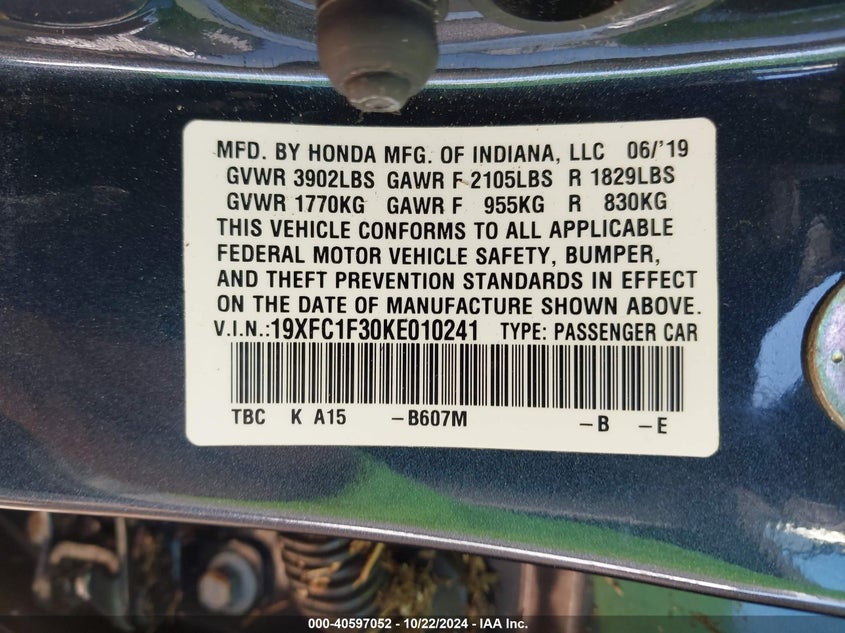 MFD. BY HONDA MFG. OF INDIANA, LLC 06/'19
GVWR 3902LBS GAWR F 2105LBS R 1829LBS
GVWR 1770KG GAWR F 955KG R 830KG
THIS VEHICLE CONFORMS TO ALL APPLICABLE
FEDERAL MOTOR VEHICLE SAFETY, BUMPER,
AND THEFT PREVENTION STANDARDS IN EFFECT
ON THE DATE OF MANUFACTURE SHOWN ABOVE.
V.I.N.:19XFC1F30KE010241 TYPE: PASSENGER CAR
TBC K A15 -B607M -B -E
000-40597052 - 10/22/2024 - IAA Inc.